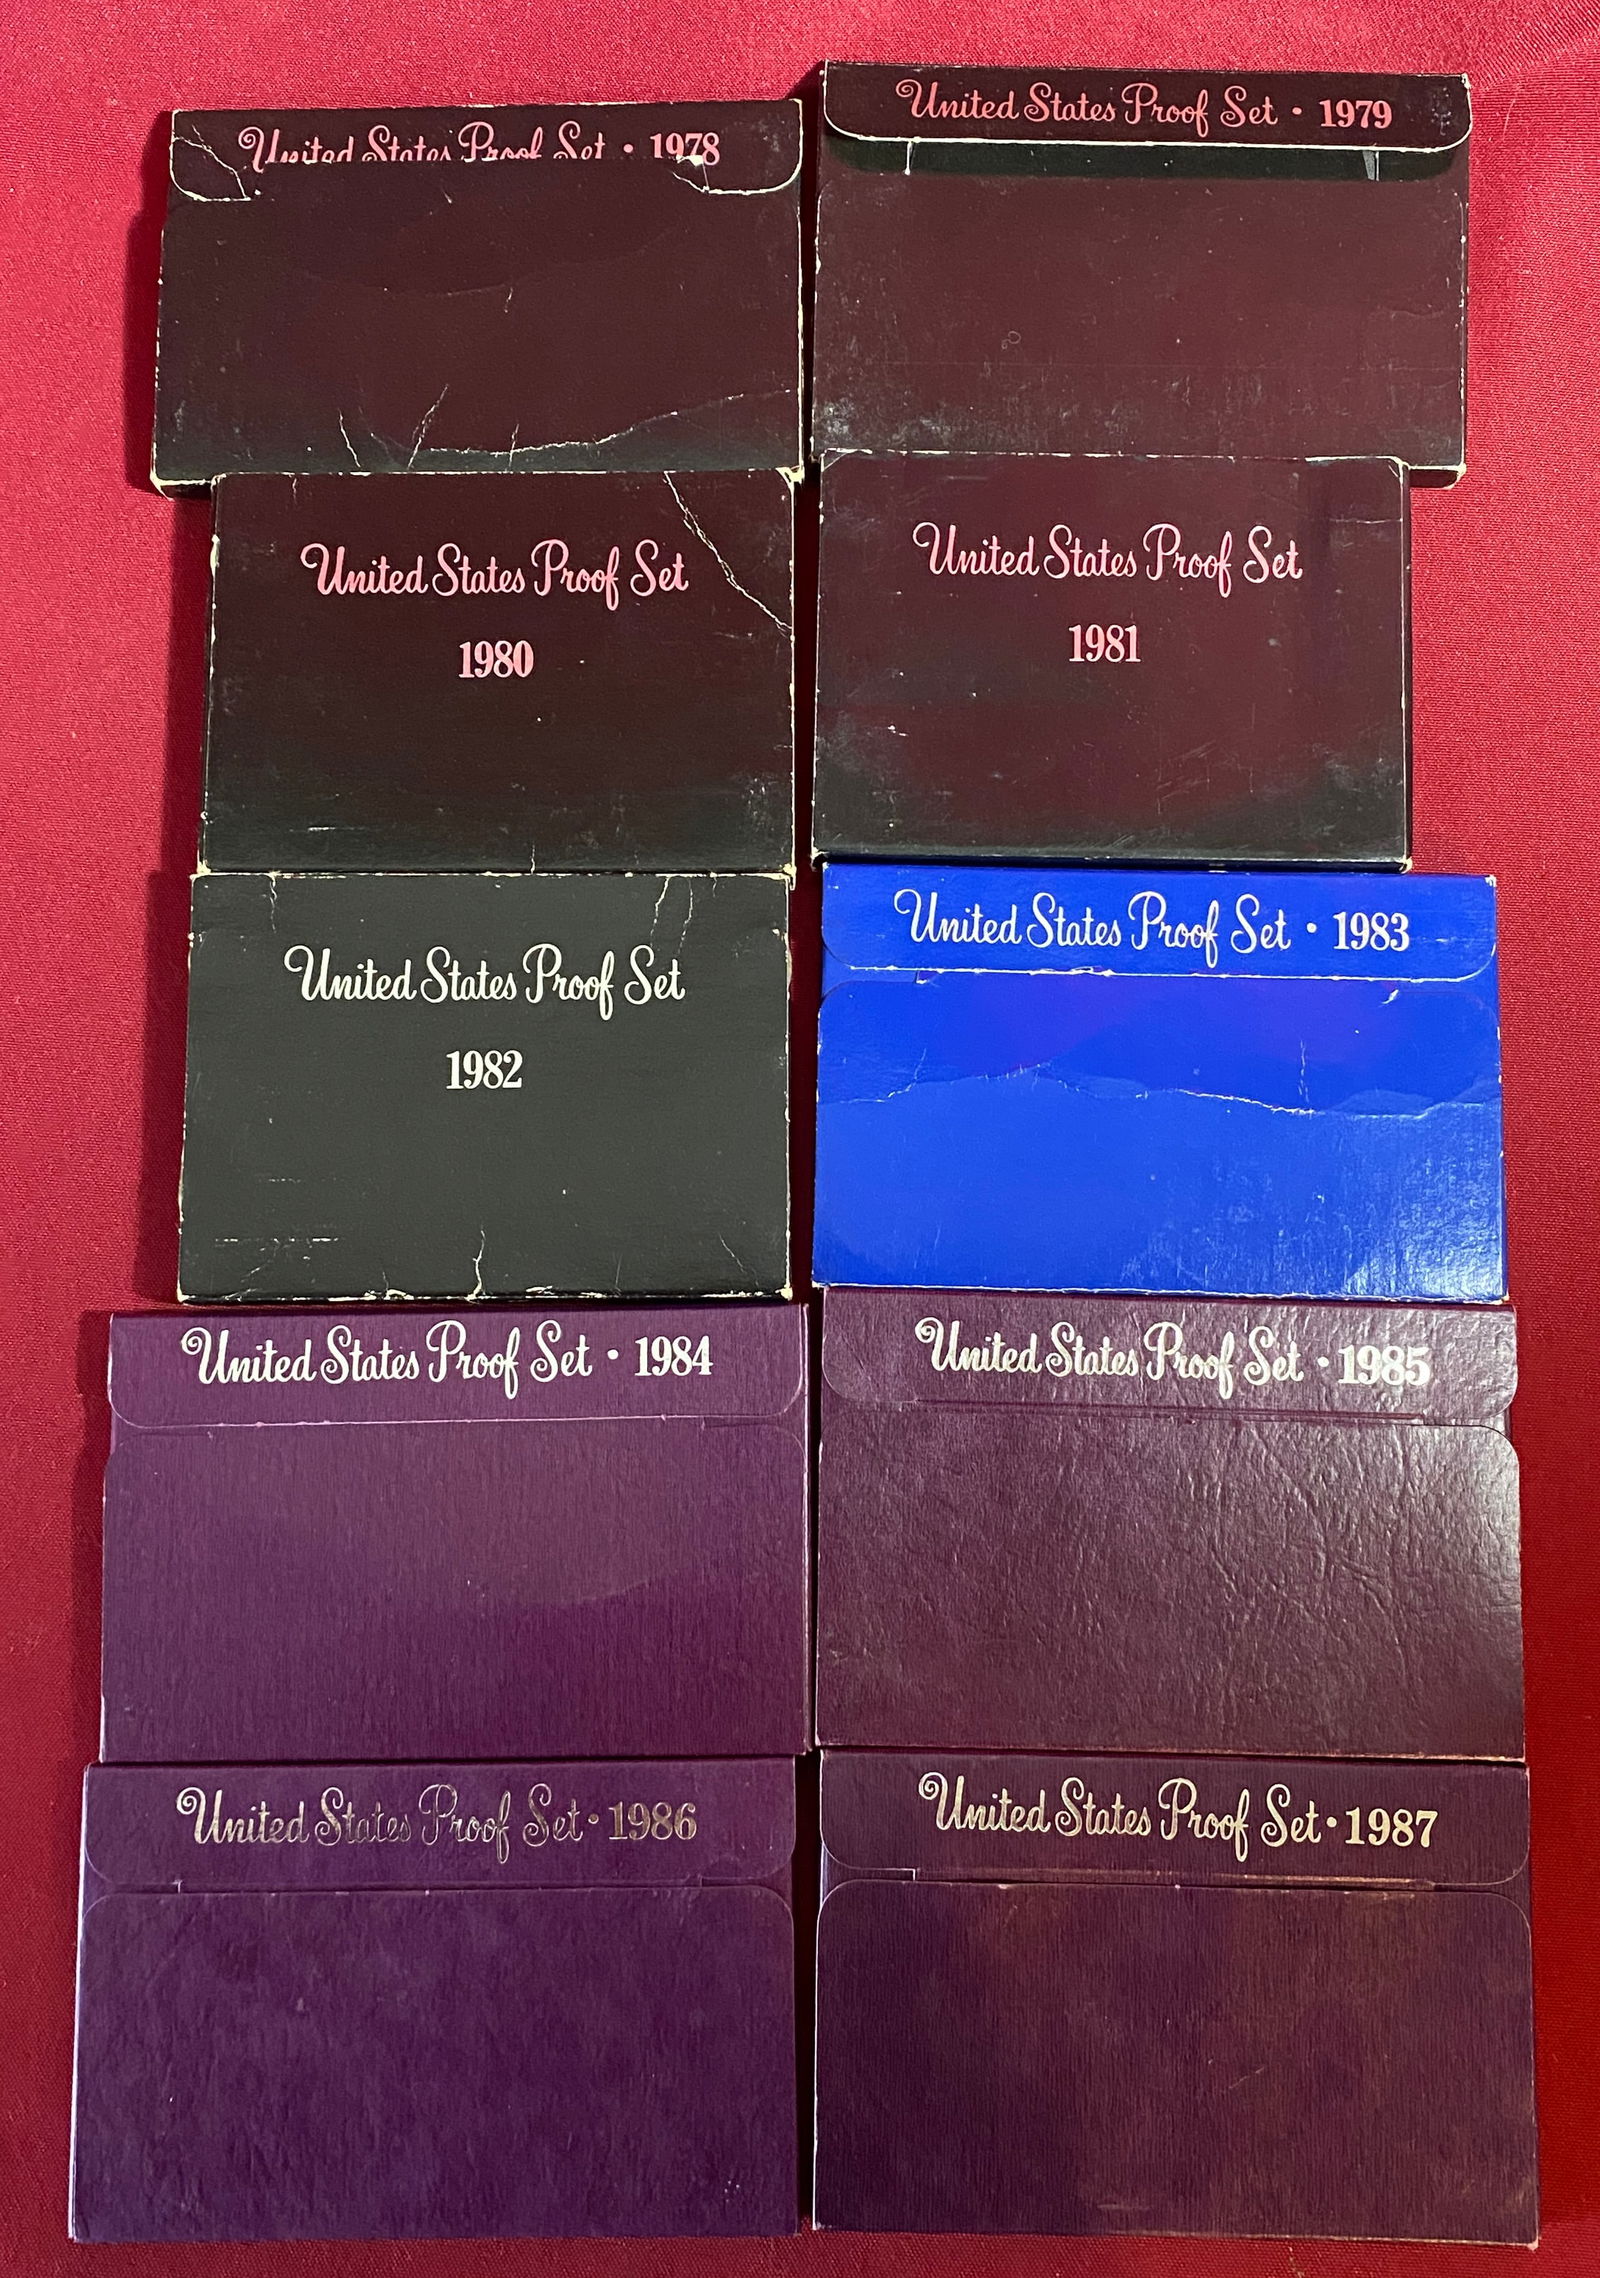 United States Proof Set • 1978
United States Proof Set • 1979
United States Proof Set
1980
United States Proof Set
1981
United States Proof Set
1982
United States Proof Set • 1983
United States Proof Set • 1984
United States Proof Set • 1985
United States Proof Set • 1986
United States Proof Set • 1987